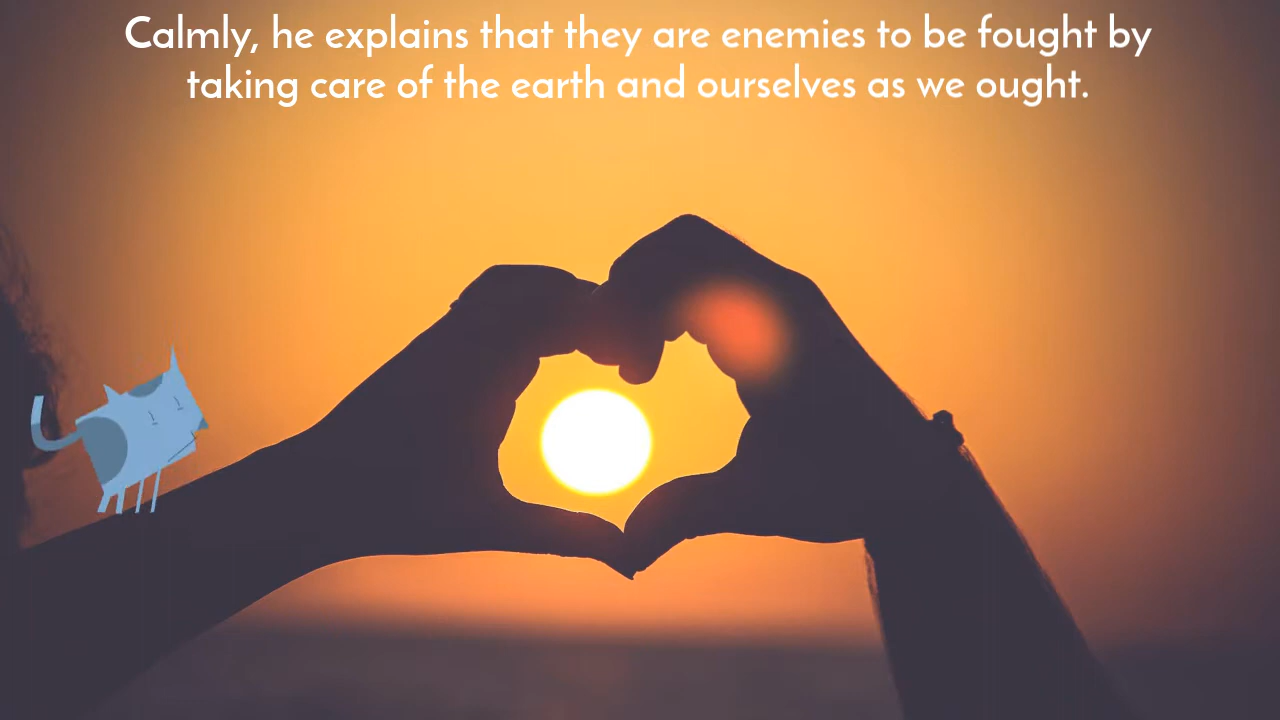 Calmly, he explains that they are enemies to be fought by
taking care of the earth and ourselves as we ought.